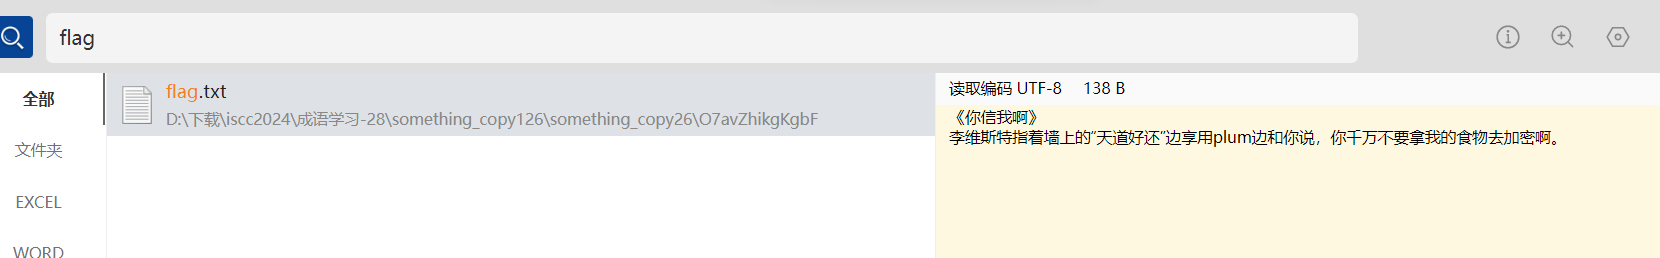 flag
全部
文件夹
EXCEL
WORD
flag.txt
D:\下载\iscc2024\成语学习-28\something_copy126\something_copy26\O7avZhikgKgbF
读取编码 UTF-8 138 B
《你信我啊》
李维斯特指着墙上的“天道好还”边享用plum边和你说，你千万不要拿我的食物去加密啊。